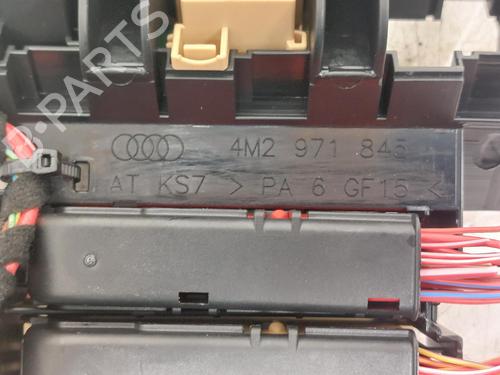 4M2 971 845
AT KS7 > PA 6 GF15 <
B-PARTS